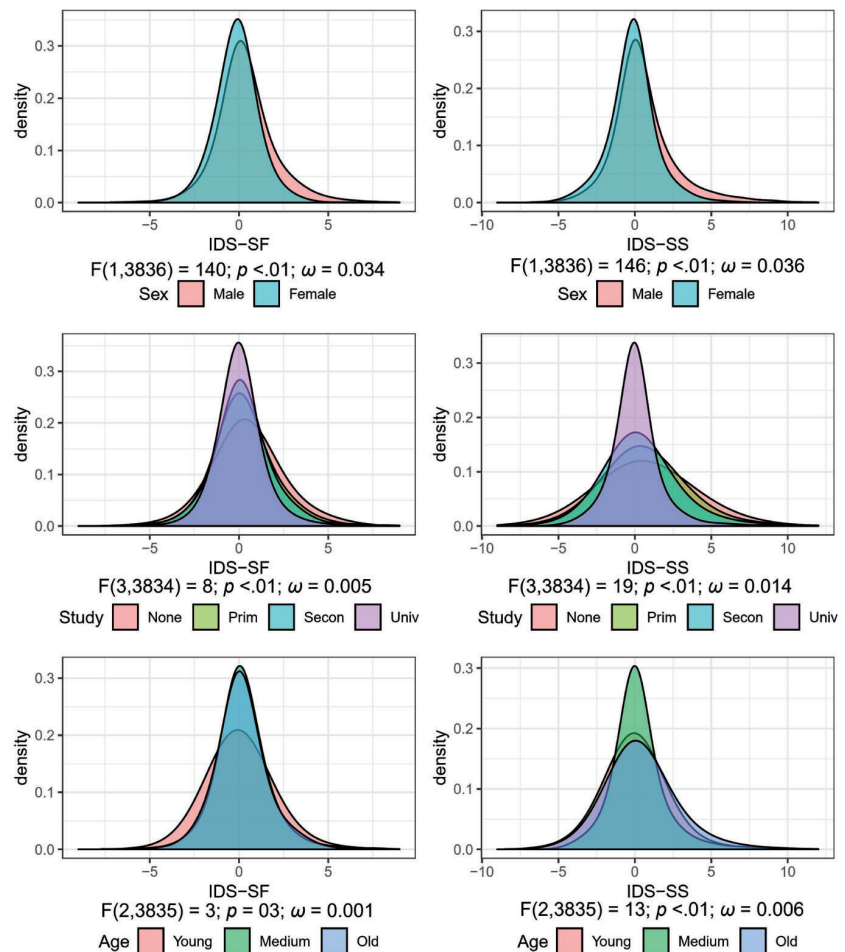 density
0.3
0.2
0.1
0.0
−5 0 5
IDS−SF
F(1,3836) = 140; p <.01; ω = 0.034
Sex Male Female
density
0.3
0.2
0.1
0.0
−10 −5 0 5 10
IDS−SS
F(1,3836) = 146; p <.01; ω = 0.036
Sex Male Female
density
0.3
0.2
0.1
0.0
−5 0 5
IDS−SF
F(3,3834) = 8; p <.01; ω = 0.005
Study None Prim Secon Univ
density
0.3
0.2
0.1
0.0
−10 −5 0 5 10
IDS−SS
F(3,3834) = 19; p <.01; ω = 0.014
Study None Prim Secon Univ
density
0.3
0.2
0.1
0.0
−5 0 5
IDS−SF
F(2,3835) = 3; p = 03; ω = 0.001
Age Young Medium Old
density
0.3
0.2
0.1
0.0
−10 −5 0 5 10
IDS−SS
F(2,3835) = 13; p <.01; ω = 0.006
Age Young Medium Old